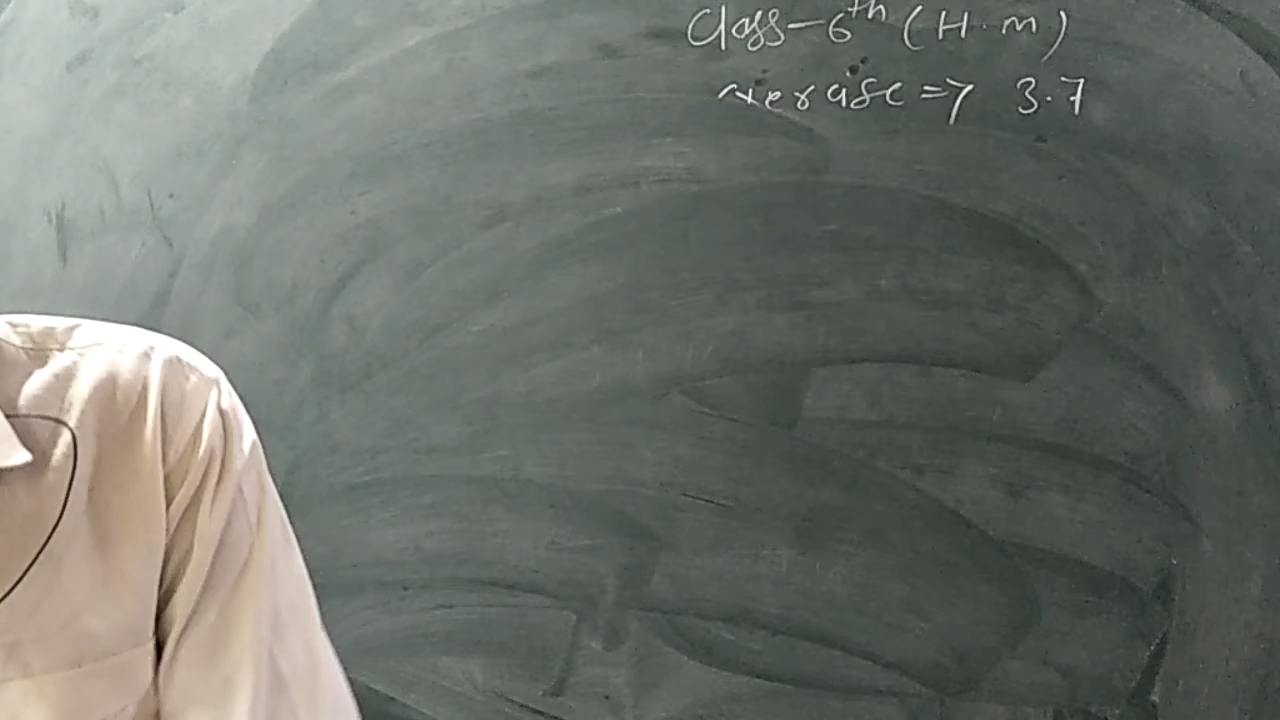 Class-6th (H.M)
Exercise => 3.7